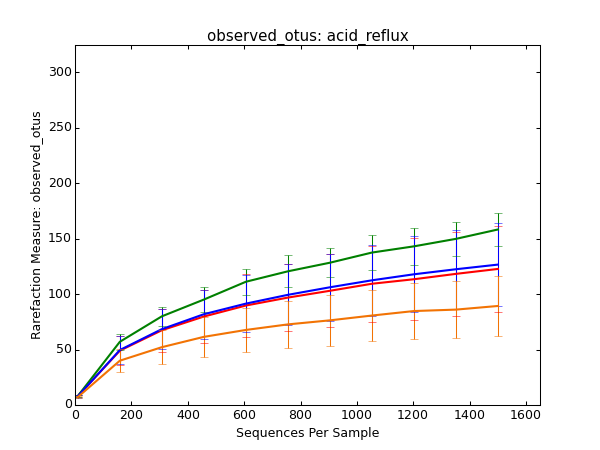 observed_otus: acid_reflux
Rarefaction Measure: observed_otus
300
250
200
150
100
50
0
0 200 400 600 800 1000 1200 1400 1600
Sequences Per Sample